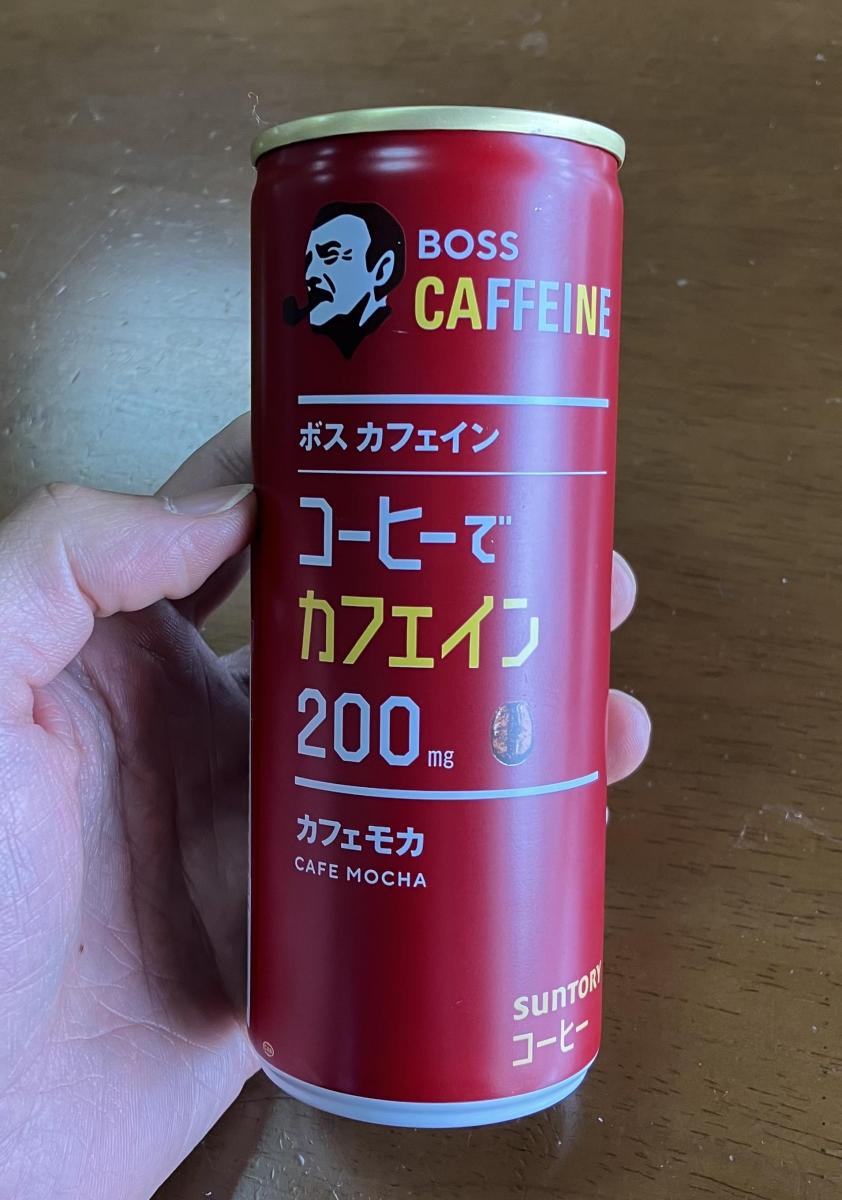 BOSS
CAFFEINE
ボス カフェイン
コーヒーで
カフェイン
200mg
カフェモカ
CAFE MOCHA
SUNTORY
コーヒー